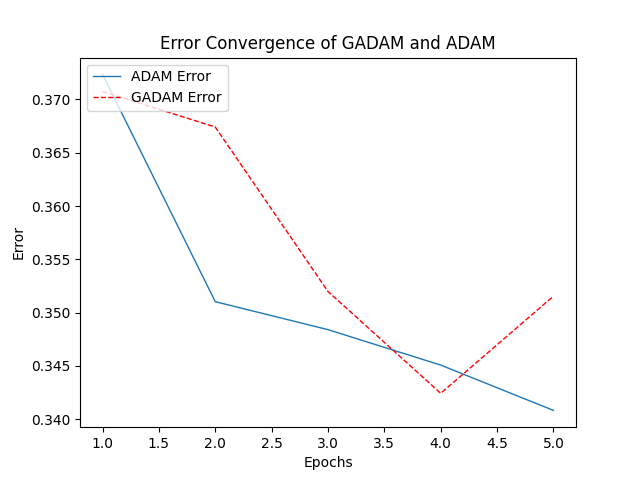 Error Convergence of GADAM and ADAM
ADAM Error
GADAM Error
0.370
0.365
0.360
0.355
0.350
0.345
0.340
Error
1.0 1.5 2.0 2.5 3.0 3.5 4.0 4.5 5.0
Epochs